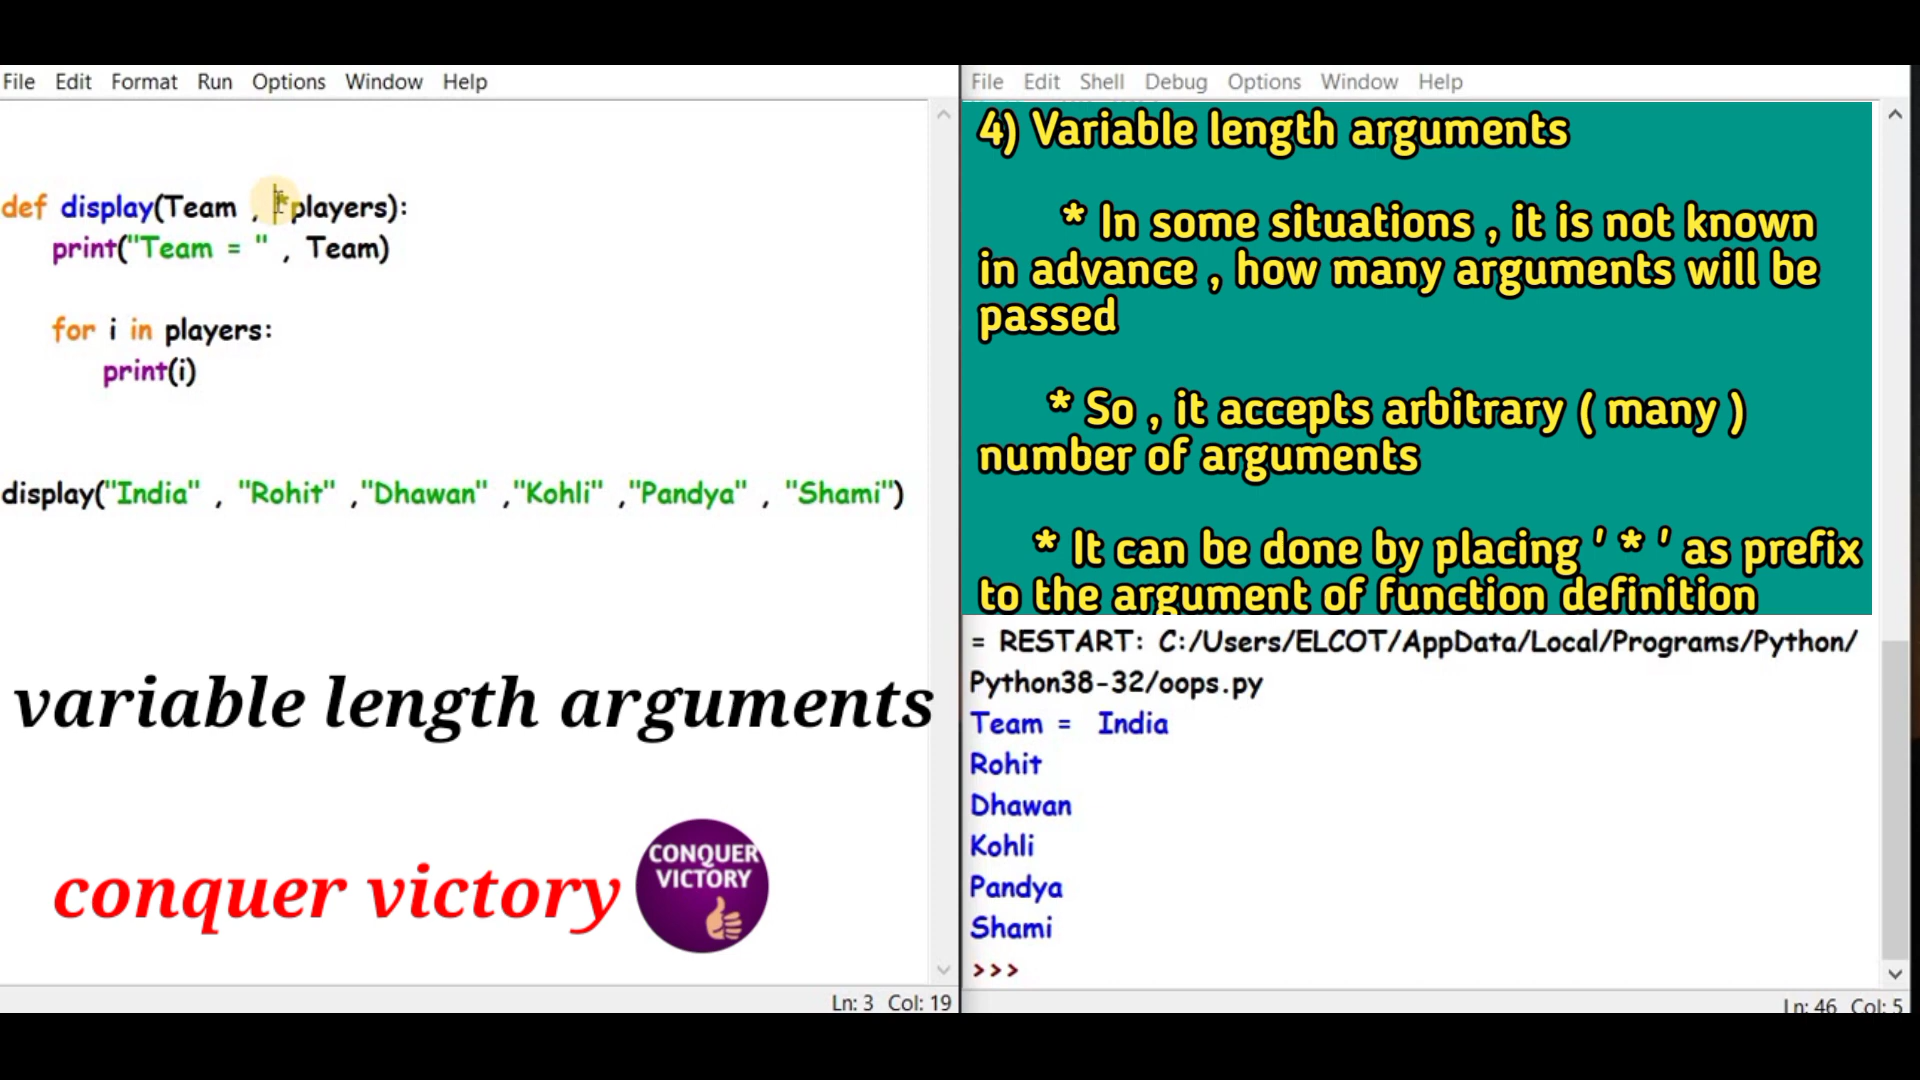 File Edit Format Run Options Window Help
def display(Team , *players):
print("Team = " , Team)
for i in players:
print(i)
display("India" , "Rohit" ,"Dhawan" ,"Kohli" ,"Pandya" , "Shami")
variable length arguments
conquer victory
CONQUER
VICTORY
Ln: 3 Col: 19
File Edit Shell Debug Options Window Help
4) Variable length arguments
* In some situations , it is not known
in advance , how many arguments will be
passed
* So , it accepts arbitrary ( many )
number of arguments
* It can be done by placing ' * ' as prefix
to the argument of function definition
= RESTART: C:/Users/ELCOT/AppData/Local/Programs/Python/
Python38-32/oops.py
Team = India
Rohit
Dhawan
Kohli
Pandya
Shami
>>>
Ln: 46 Col: 5